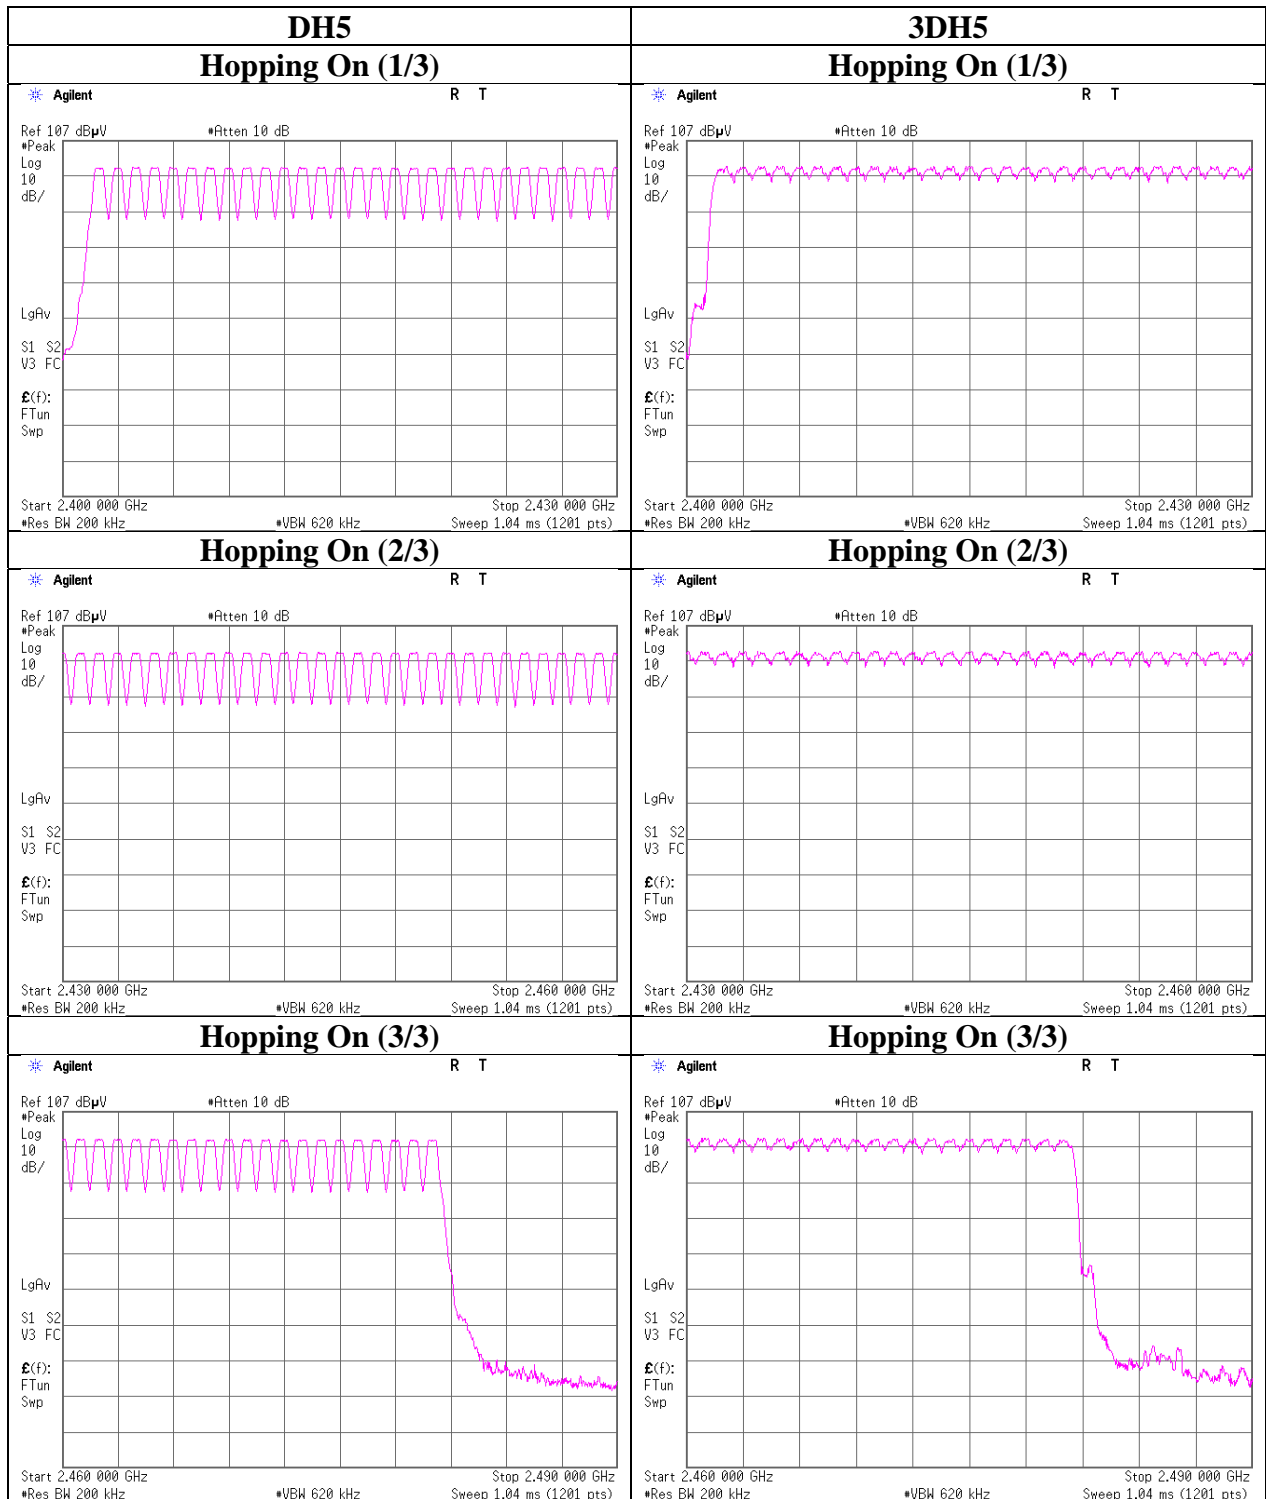 DH5 3DH5
Hopping On (1/3) Hopping On (1/3)
Agilent R T Agilent R T
Ref 107 dBµV #Atten 10 dB Ref 107 dBµV #Atten 10 dB
#Peak #Peak
Log Log
10 10
dB/ dB/
LgAv LgAv
S1 S2 S1 S2
V3 FC V3 FC
£(f): £(f):
FTun FTun
Swp Swp
Start 2.400 000 GHz Stop 2.430 000 GHz Start 2.400 000 GHz Stop 2.430 000 GHz
#Res BW 200 kHz #VBW 620 kHz Sweep 1.04 ms (1201 pts) #Res BW 200 kHz #VBW 620 kHz Sweep 1.04 ms (1201 pts)
Hopping On (2/3) Hopping On (2/3)
Agilent R T Agilent R T
Ref 107 dBµV #Atten 10 dB Ref 107 dBµV #Atten 10 dB
#Peak #Peak
Log Log
10 10
dB/ dB/
LgAv LgAv
S1 S2 S1 S2
V3 FC V3 FC
£(f): £(f):
FTun FTun
Swp Swp
Start 2.430 000 GHz Stop 2.460 000 GHz Start 2.430 000 GHz Stop 2.460 000 GHz
#Res BW 200 kHz #VBW 620 kHz Sweep 1.04 ms (1201 pts) #Res BW 200 kHz #VBW 620 kHz Sweep 1.04 ms (1201 pts)
Hopping On (3/3) Hopping On (3/3)
Agilent R T Agilent R T
Ref 107 dBµV #Atten 10 dB Ref 107 dBµV #Atten 10 dB
#Peak #Peak
Log Log
10 10
dB/ dB/
LgAv LgAv
S1 S2 S1 S2
V3 FC V3 FC
£(f): £(f):
FTun FTun
Swp Swp
Start 2.460 000 GHz Stop 2.490 000 GHz Start 2.460 000 GHz Stop 2.490 000 GHz
#Res BW 200 kHz #VBW 620 kHz Sweep 1.04 ms (1201 pts) #Res BW 200 kHz #VBW 620 kHz Sweep 1.04 ms (1201 pts)